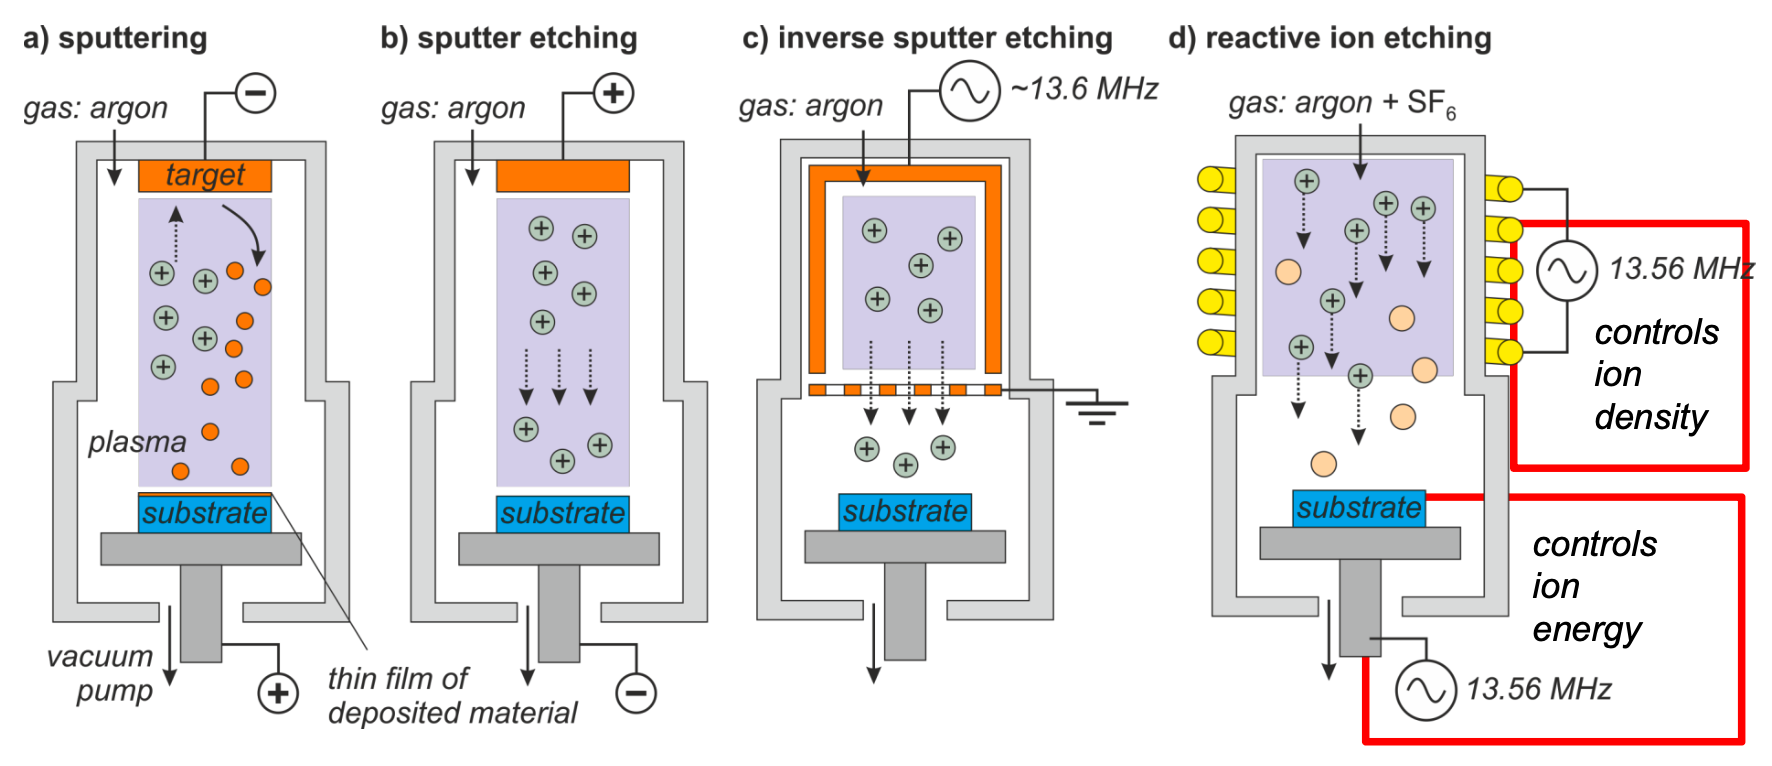 a) sputtering
gas: argon
−
target
plasma
substrate
vacuum
pump
+
thin film of
deposited material
b) sputter etching
gas: argon
+
substrate
−
c) inverse sputter etching
gas: argon
~13.6 MHz
substrate
d) reactive ion etching
gas: argon + SF6
13.56 MHz
controls
ion
density
substrate
controls
ion
energy
13.56 MHz